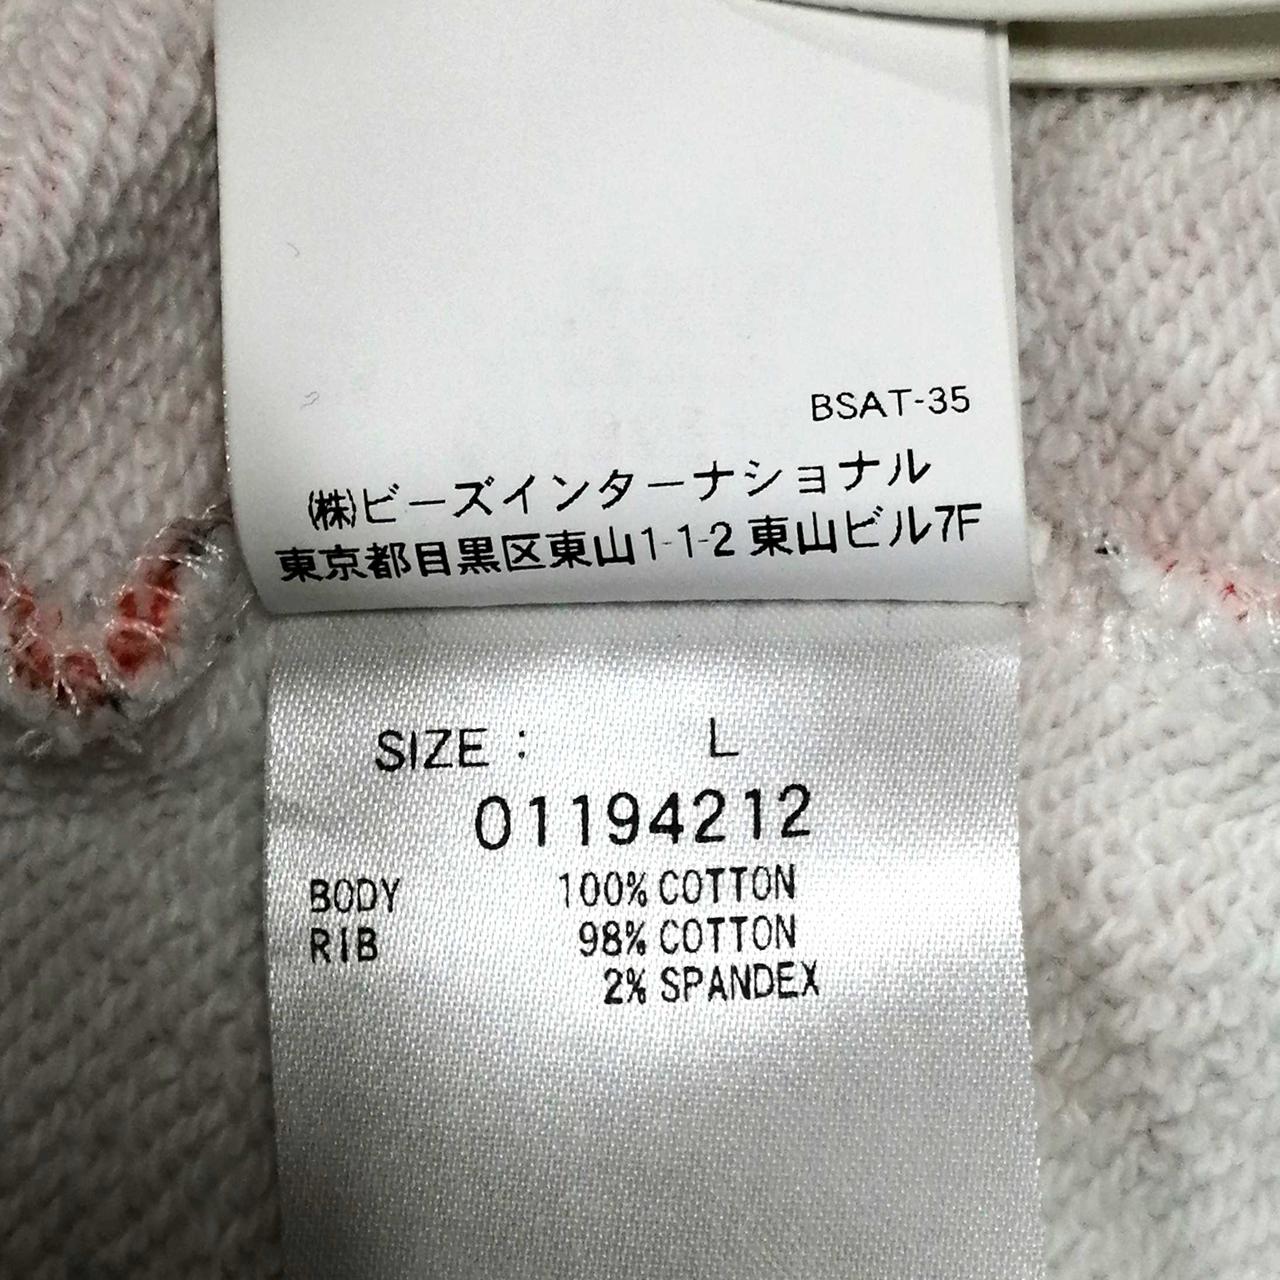 BSAT-35
(株)ビーズインターナショナル
東京都目黒区東山1-1-2 東山ビル7F
SIZE : L
01194212
BODY 100% COTTON
RIB 98% COTTON
2% SPANDEX